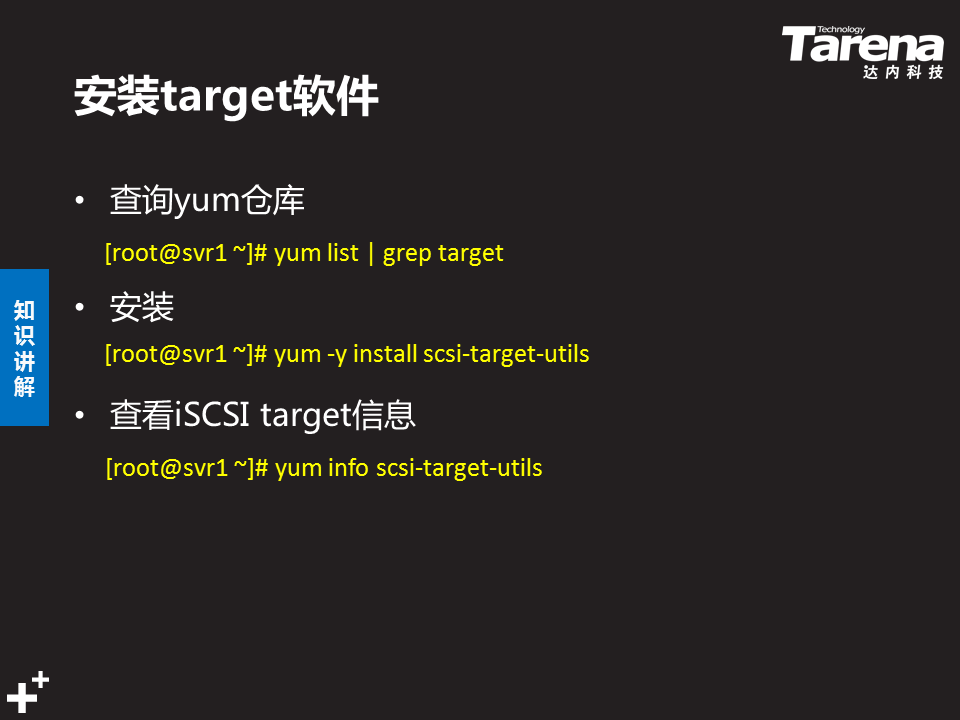 Technology
Tarena
达内科技
安装target软件
• 查询yum仓库
[root@svr1 ~]# yum list | grep target
• 安装
[root@svr1 ~]# yum -y install scsi-target-utils
• 查看iSCSI target信息
[root@svr1 ~]# yum info scsi-target-utils
知
识
讲
解